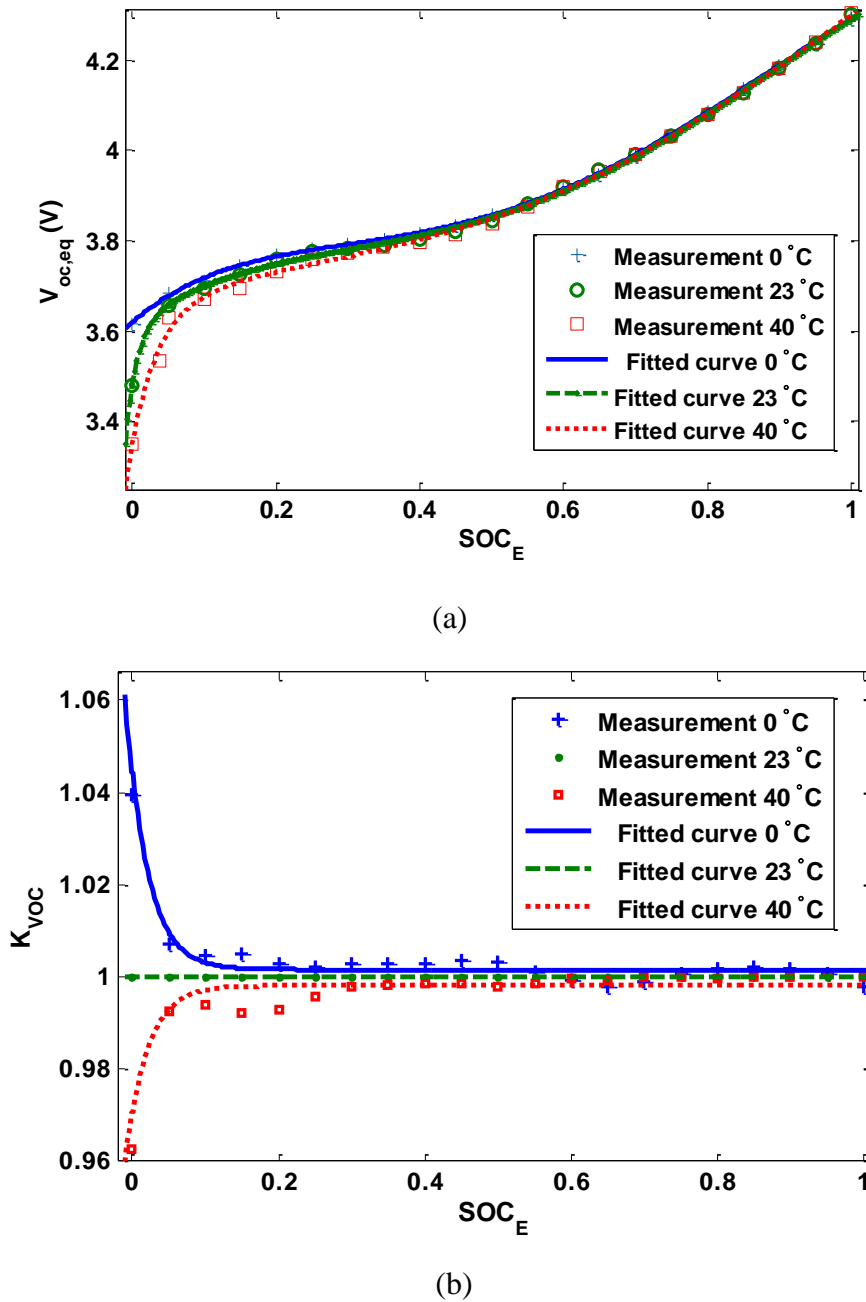 4.2
4
3.8
3.6
3.4
V_oc,eq (V)
Measurement 0 °C
Measurement 23 °C
Measurement 40 °C
Fitted curve 0 °C
Fitted curve 23 °C
Fitted curve 40 °C
0 0.2 0.4 0.6 0.8 1
SOC_E
(a)
1.06
1.04
1.02
1
0.98
0.96
K_VOC
Measurement 0 °C
Measurement 23 °C
Measurement 40 °C
Fitted curve 0 °C
Fitted curve 23 °C
Fitted curve 40 °C
0 0.2 0.4 0.6 0.8 1
SOC_E
(b)